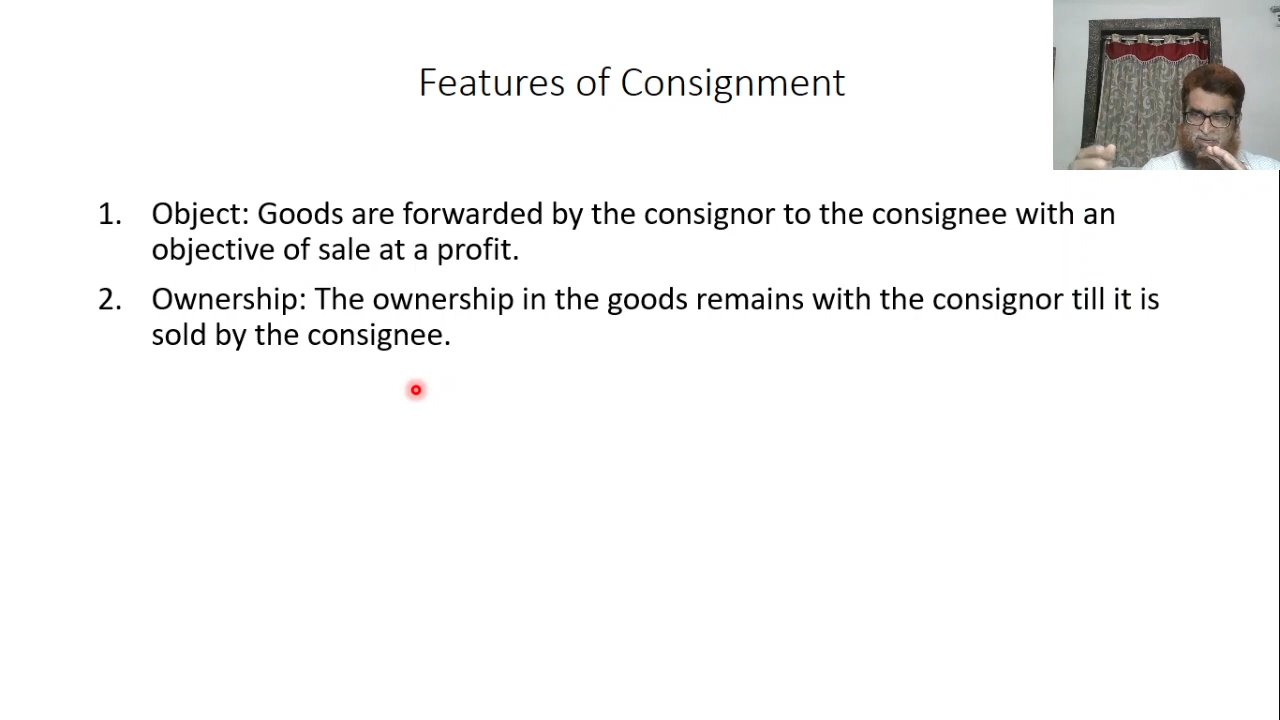 Features of Consignment
1. Object: Goods are forwarded by the consignor to the consignee with an
objective of sale at a profit.
2. Ownership: The ownership in the goods remains with the consignor till it is
sold by the consignee.